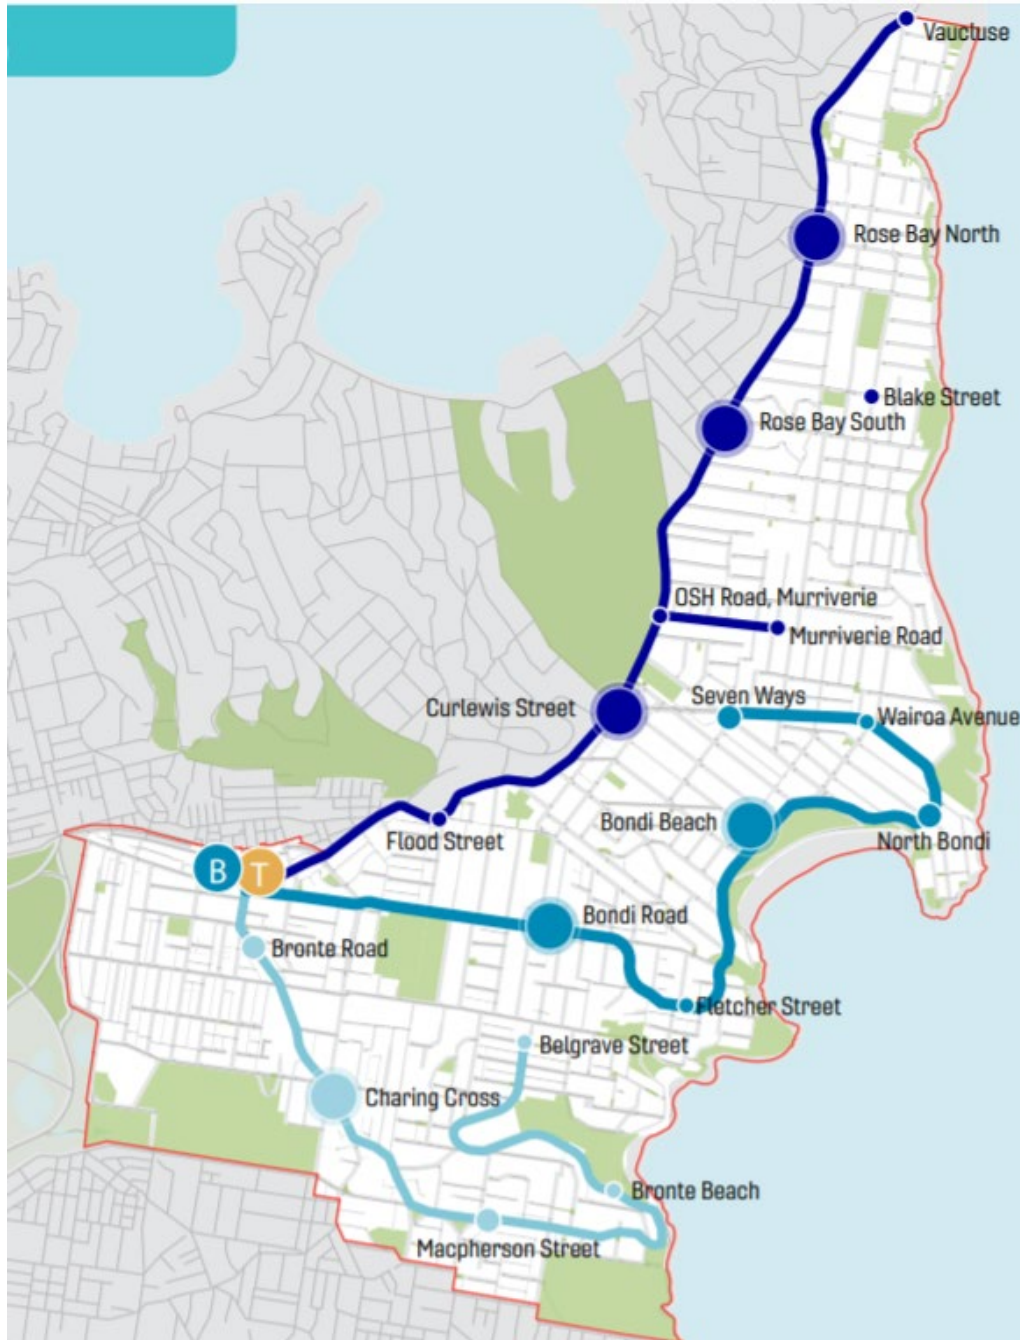 Vaucluse
Rose Bay North
Blake Street
Rose Bay South
OSH Road, Murriverie
Murriverie Road
Seven Ways
Curlewis Street
Wairoa Avenue
Bondi Beach
Flood Street
North Bondi
B
T
Bondi Road
Bronte Road
Fletcher Street
Belgrave Street
Charing Cross
Bronte Beach
Macpherson Street